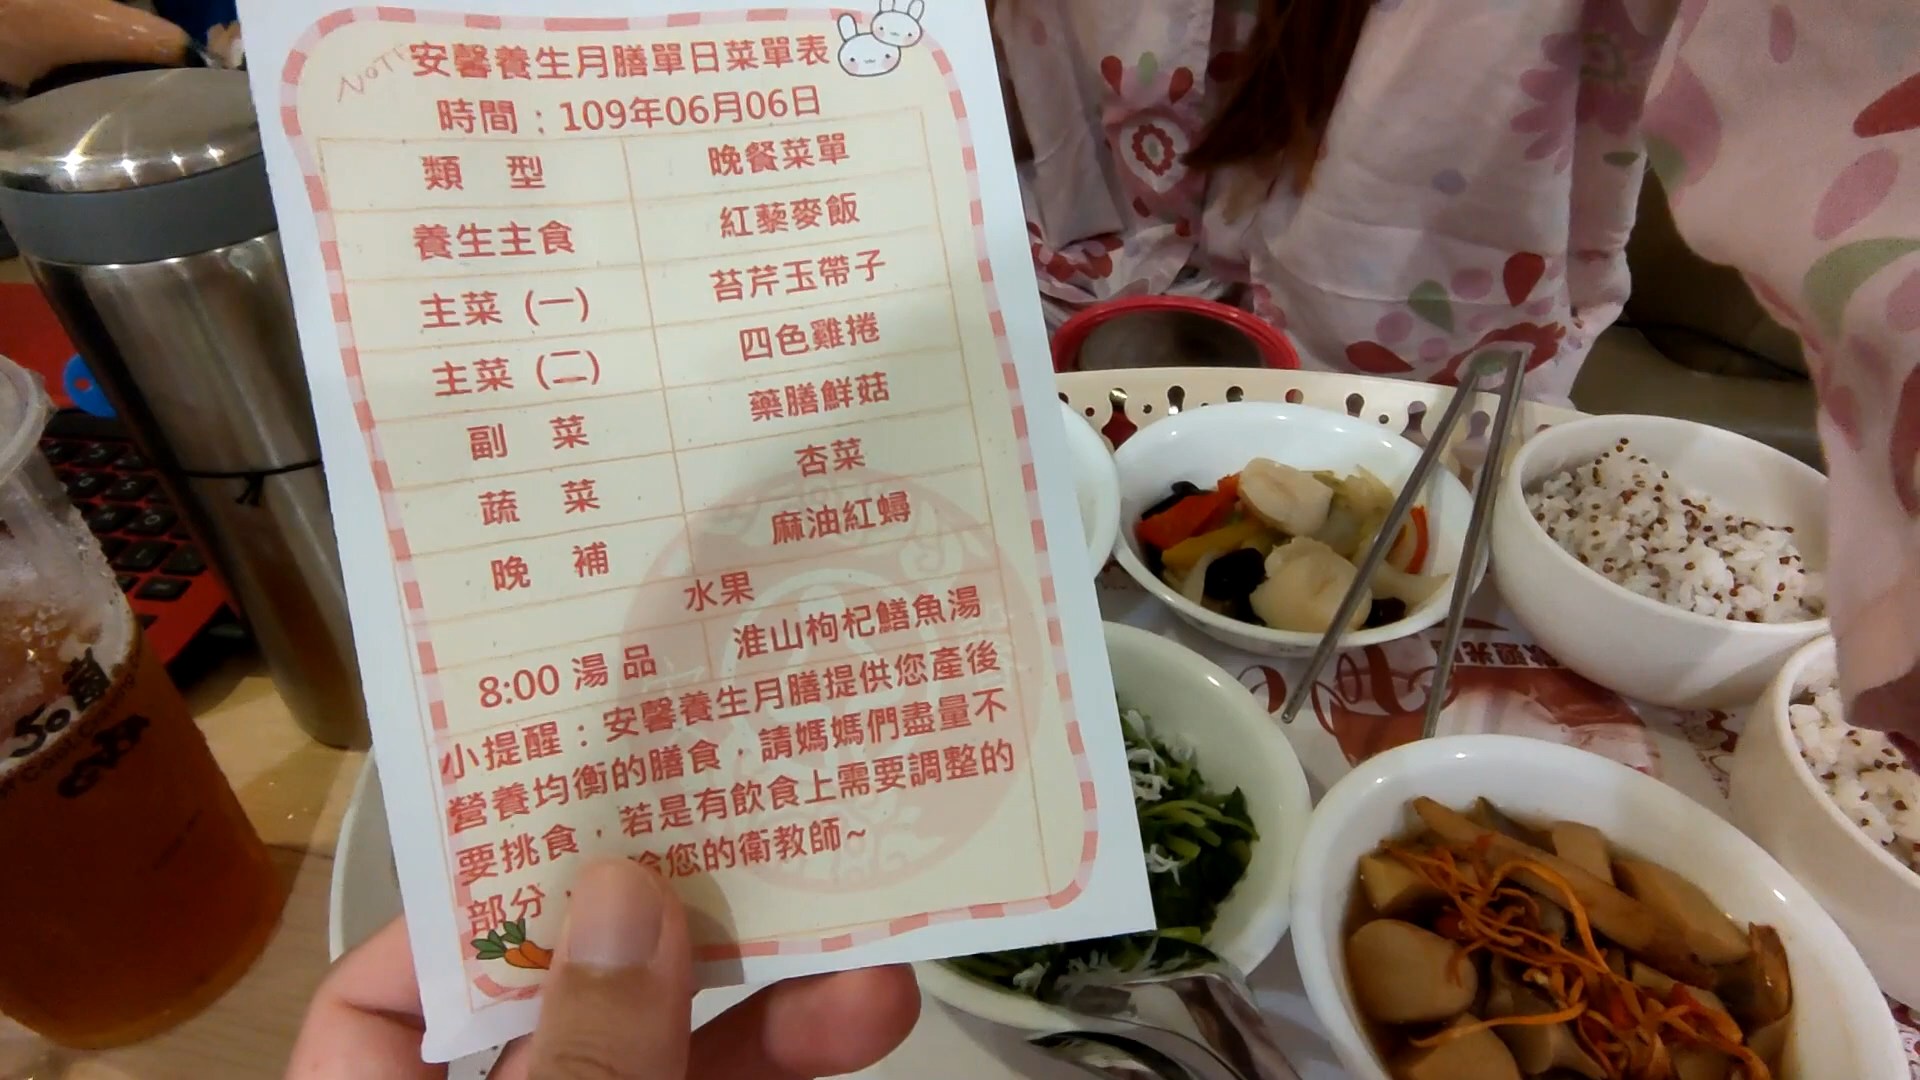 安馨養生月膳單日菜單表
時間：109年06月06日
類 型 晚餐菜單
養生主食 紅藜麥飯
主菜 (一) 苔芹玉帶子
主菜 (二) 四色雞捲
副 菜 藥膳鮮菇
蔬 菜 杏菜
晚 補 麻油紅蟳
水果
8:00 湯 品 淮山枸杞鱔魚湯
小提醒：安馨養生月膳提供您產後
營養均衡的膳食，請媽媽們盡量不
要挑食，若是有飲食上需要調整的
部分， 您的衛教師~
50嵐